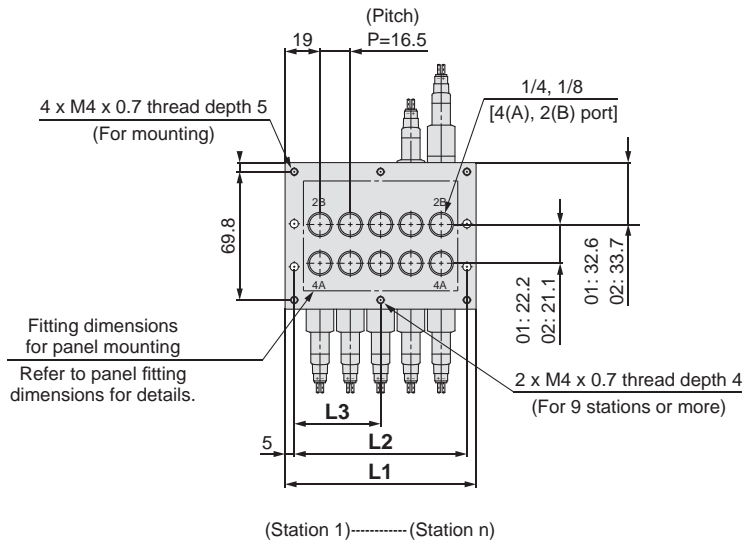 (Pitch)
19
P=16.5
4 x M4 x 0.7 thread depth 5
(For mounting)
1/4, 1/8
[4(A), 2(B) port]
2B
2B
69.8
4A
4A
01: 22.2
02: 21.1
01: 32.6
02: 33.7
Fitting dimensions
for panel mounting
Refer to panel fitting
dimensions for details.
2 x M4 x 0.7 thread depth 4
(For 9 stations or more)
L3
5
L2
L1
(Station 1)------------(Station n)